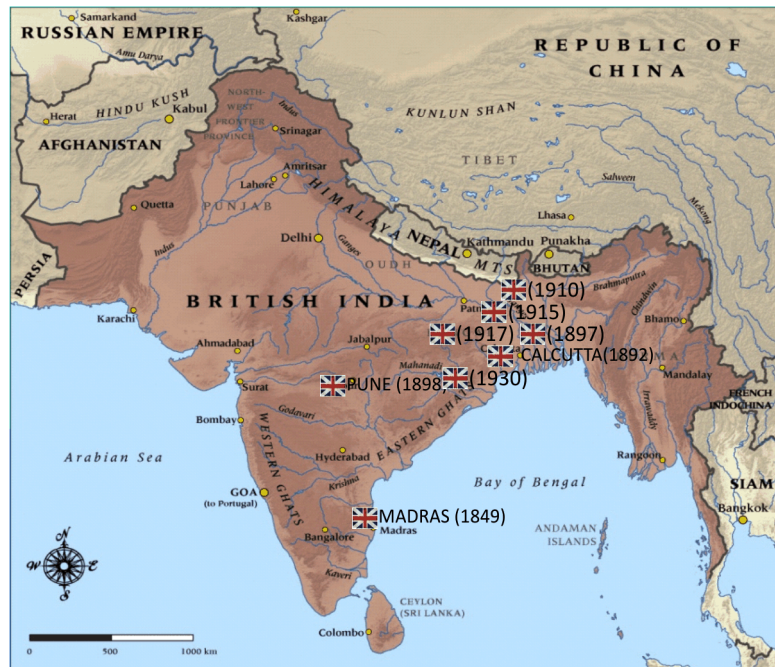 Samarkand
Kashgar
RUSSIAN EMPIRE
REPUBLIC OF
CHINA
Amu Darya
HINDU KUSH
NORTH-
WEST
FRONTIER
PROVINCE
Indus
KUNLUN SHAN
Herat
Kabul
Srinagar
AFGHANISTAN
TIBET
Amritsar
Lahore
Salween
Mekong
HIMALAYA
MTS
PUNJAB
Quetta
Lhasa
Delhi
NEPAL
Kathmandu
Punakha
Indus
Ganges
OUDH
BHUTAN
PERSIA
Brahmaputra
Chindwin
(1910)
BRITISH INDIA
Patn
(1915)
Karachi
Bhamo
(1917)
(1897)
Ahmadabad
Jabalpur
CALCUTTA(1892)
M A
Mahanadi
Mandalay
Surat
PUNE (1898
(1930)
FRENCH
INDOCHINA
Godavari
EASTERN GHATS
Irrawaddy
Bombay
WESTERN GHATS
Arabian Sea
Hyderabad
Rangoon
Krishna
Bay of Bengal
SIAM
GOA
(to Portugal)
Bangkok
MADRAS (1849)
Madras
Bangalore
ANDAMAN
ISLANDS
N
W
E
S
Kaveri
CEYLON
(SRI LANKA)
Colombo
0
500
1000 km